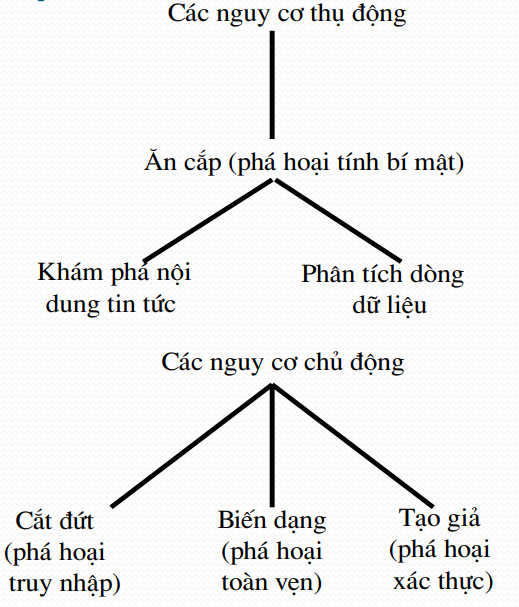 Các nguy cơ thụ động
Ăn cắp (phá hoại tính bí mật)
Khám phá nội
dung tin tức
Phân tích dòng
dữ liệu
Các nguy cơ chủ động
Cắt đứt
(phá hoại
truy nhập)
Biến dạng
(phá hoại
toàn vẹn)
Tạo giả
(phá hoại
xác thực)